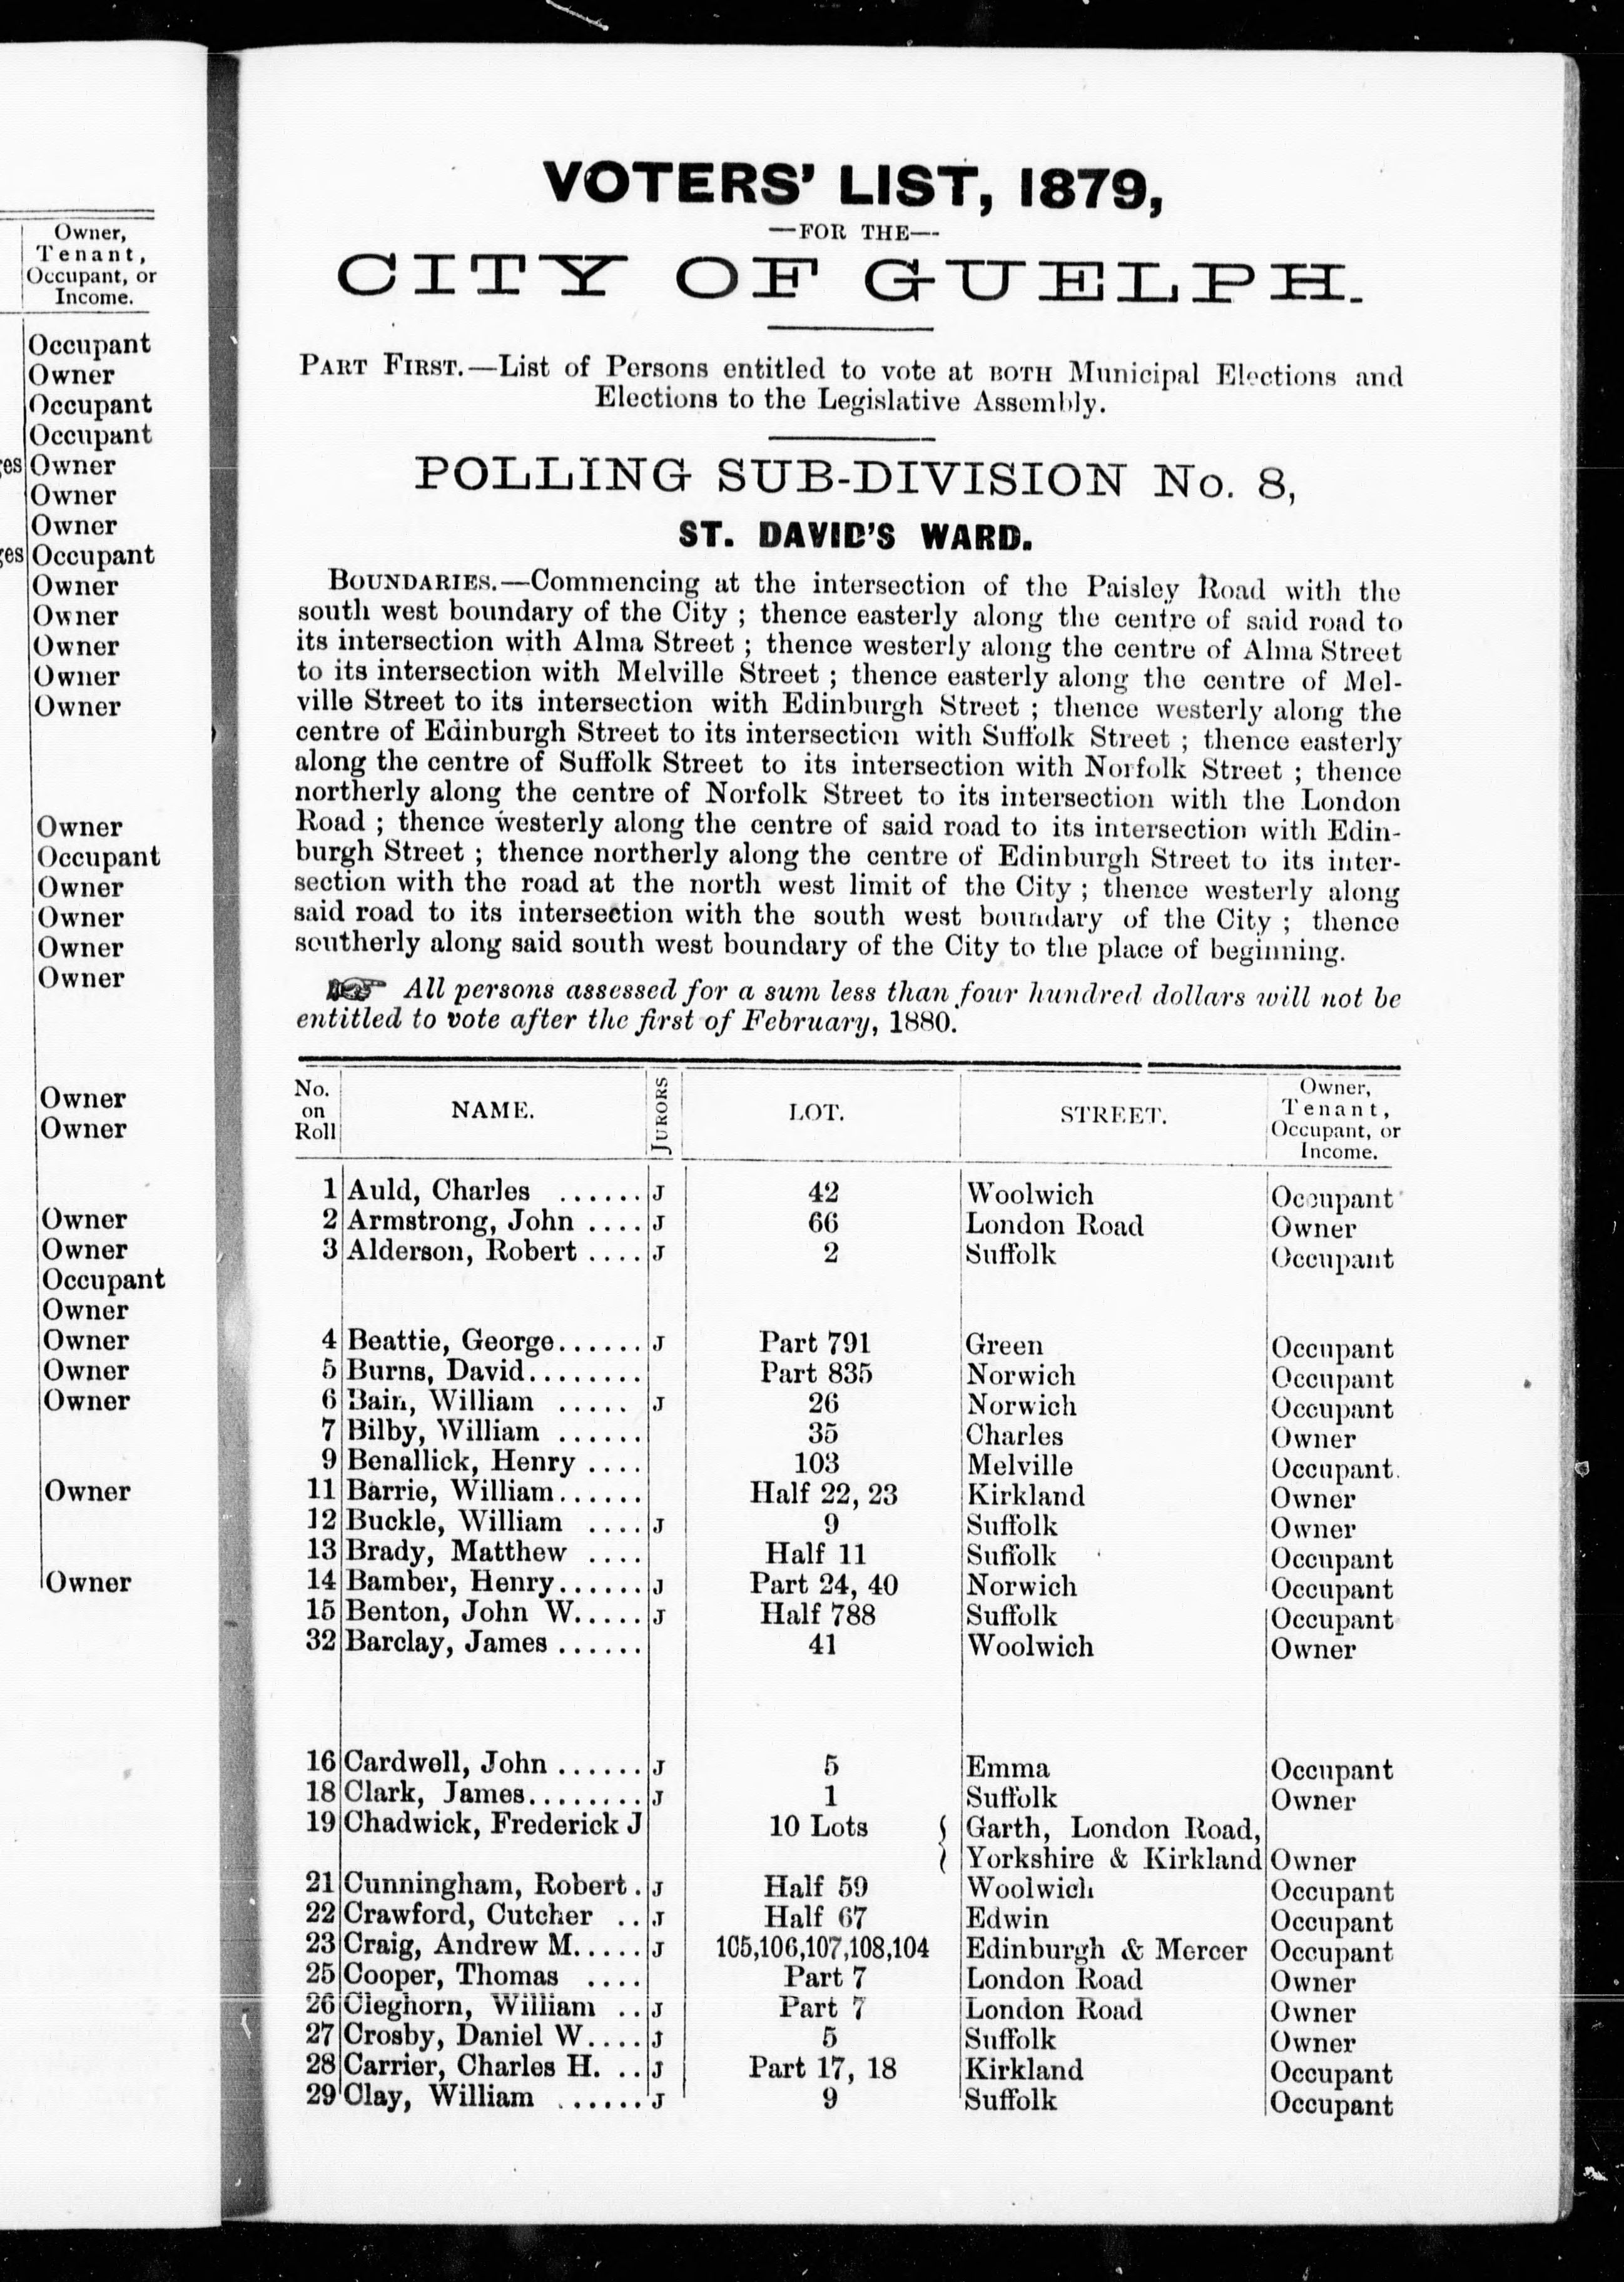 Owner,
Tenant,
Occupant, or
Income.
Occupant
Owner
Occupant
Occupant
es Owner
Owner
Owner
es Occupant
Owner
Owner
Owner
Owner
Owner
Owner
Occupant
Owner
Owner
Owner
Owner
Owner
Owner
Owner
Owner
Occupant
Owner
Owner
Owner
Owner
Owner
Owner
VOTERS' LIST, 1879,
—FOR THE—
CITY OF GUELPH.
PART FIRST.—List of Persons entitled to vote at BOTH Municipal Elections and
Elections to the Legislative Assembly.
POLLING SUB-DIVISION No. 8,
ST. DAVID'S WARD.
BOUNDARIES.—Commencing at the intersection of the Paisley Road with the
south west boundary of the City ; thence easterly along the centre of said road to
its intersection with Alma Street ; thence westerly along the centre of Alma Street
to its intersection with Melville Street ; thence easterly along the centre of Mel-
ville Street to its intersection with Edinburgh Street ; thence westerly along the
centre of Edinburgh Street to its intersection with Suffolk Street ; thence easterly
along the centre of Suffolk Street to its intersection with Norfolk Street ; thence
northerly along the centre of Norfolk Street to its intersection with the London
Road ; thence westerly along the centre of said road to its intersection with Edin-
burgh Street ; thence northerly along the centre of Edinburgh Street to its inter-
section with the road at the north west limit of the City ; thence westerly along
said road to its intersection with the south west boundary of the City ; thence
southerly along said south west boundary of the City to the place of beginning.
☞ All persons assessed for a sum less than four hundred dollars will not be
entitled to vote after the first of February, 1880.
No. on Roll NAME. JURORS LOT. STREET. Owner, Tenant, Occupant, or Income.
1 Auld, Charles ...... J 42 Woolwich Occupant
2 Armstrong, John .... J 66 London Road Owner
3 Alderson, Robert .... J 2 Suffolk Occupant
4 Beattie, George...... J Part 791 Green Occupant
5 Burns, David........ Part 835 Norwich Occupant
6 Bain, William ..... J 26 Norwich Occupant
7 Bilby, William ...... 35 Charles Owner
9 Benallick, Henry .... 103 Melville Occupant
11 Barrie, William...... Half 22, 23 Kirkland Owner
12 Buckle, William .... J 9 Suffolk Owner
13 Brady, Matthew .... Half 11 Suffolk Occupant
14 Bamber, Henry...... J Part 24, 40 Norwich Occupant
15 Benton, John W..... J Half 788 Suffolk Occupant
32 Barclay, James ...... 41 Woolwich Owner
16 Cardwell, John ...... J 5 Emma Occupant
18 Clark, James........ J 1 Suffolk Owner
19 Chadwick, Frederick J 10 Lots { Garth, London Road,
Yorkshire & Kirkland Owner
21 Cunningham, Robert . J Half 59 Woolwich Occupant
22 Crawford, Cutcher .. J Half 67 Edwin Occupant
23 Craig, Andrew M..... J 105,106,107,108,104 Edinburgh & Mercer Occupant
25 Cooper, Thomas .... Part 7 London Road Owner
26 Cleghorn, William .. J Part 7 London Road Owner
27 Crosby, Daniel W.... J 5 Suffolk Owner
28 Carrier, Charles H. .. J Part 17, 18 Kirkland Occupant
29 Clay, William ...... J 9 Suffolk Occupant